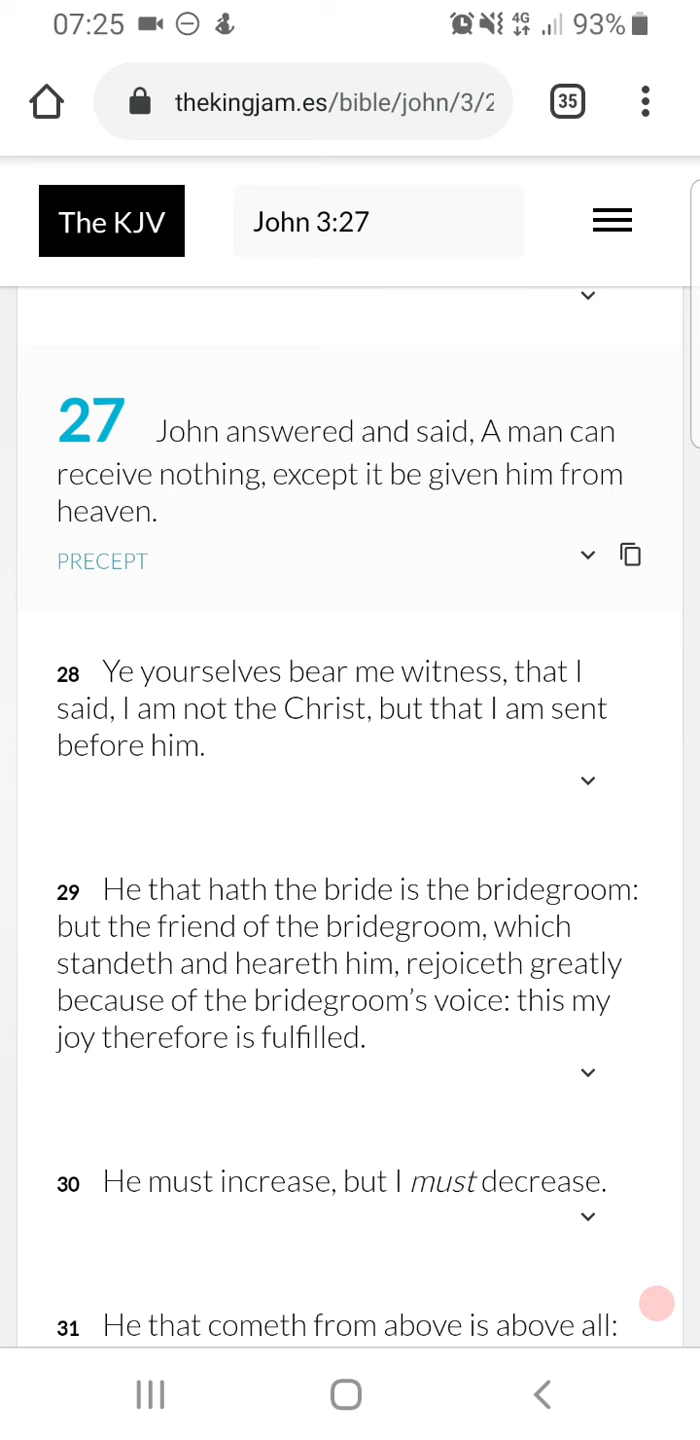 07:25 4G 93%
thekingjam.es/bible/john/3/2 35
The KJV John 3:27
27 John answered and said, A man can
receive nothing, except it be given him from
heaven.
PRECEPT
28 Ye yourselves bear me witness, that I
said, I am not the Christ, but that I am sent
before him.
29 He that hath the bride is the bridegroom:
but the friend of the bridegroom, which
standeth and heareth him, rejoiceth greatly
because of the bridegroom’s voice: this my
joy therefore is fulfilled.
30 He must increase, but I must decrease.
31 He that cometh from above is above all: